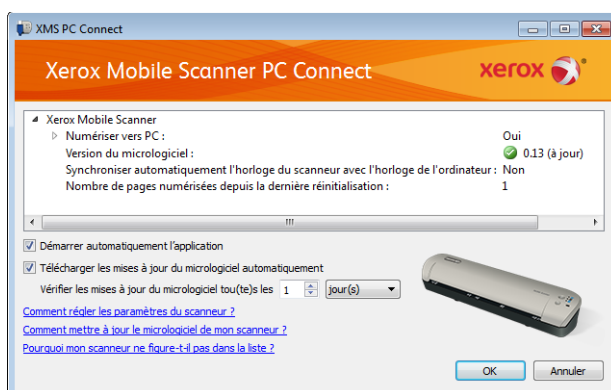 XMS PC Connect
Xerox Mobile Scanner PC Connect
xerox
Xerox Mobile Scanner
Numériser vers PC : Oui
Version du micrologiciel : 0.13 (à jour)
Synchroniser automatiquement l'horloge du scanneur avec l'horloge de l'ordinateur : Non
Nombre de pages numérisées depuis la dernière réinitialisation : 1
Démarrer automatiquement l'application
Télécharger les mises à jour du micrologiciel automatiquement
Vérifier les mises à jour du micrologiciel tou(te)s les 1 jour(s)
Comment régler les paramètres du scanneur ?
Comment mettre à jour le micrologiciel de mon scanneur ?
Pourquoi mon scanneur ne figure-t-il pas dans la liste ?
OK Annuler